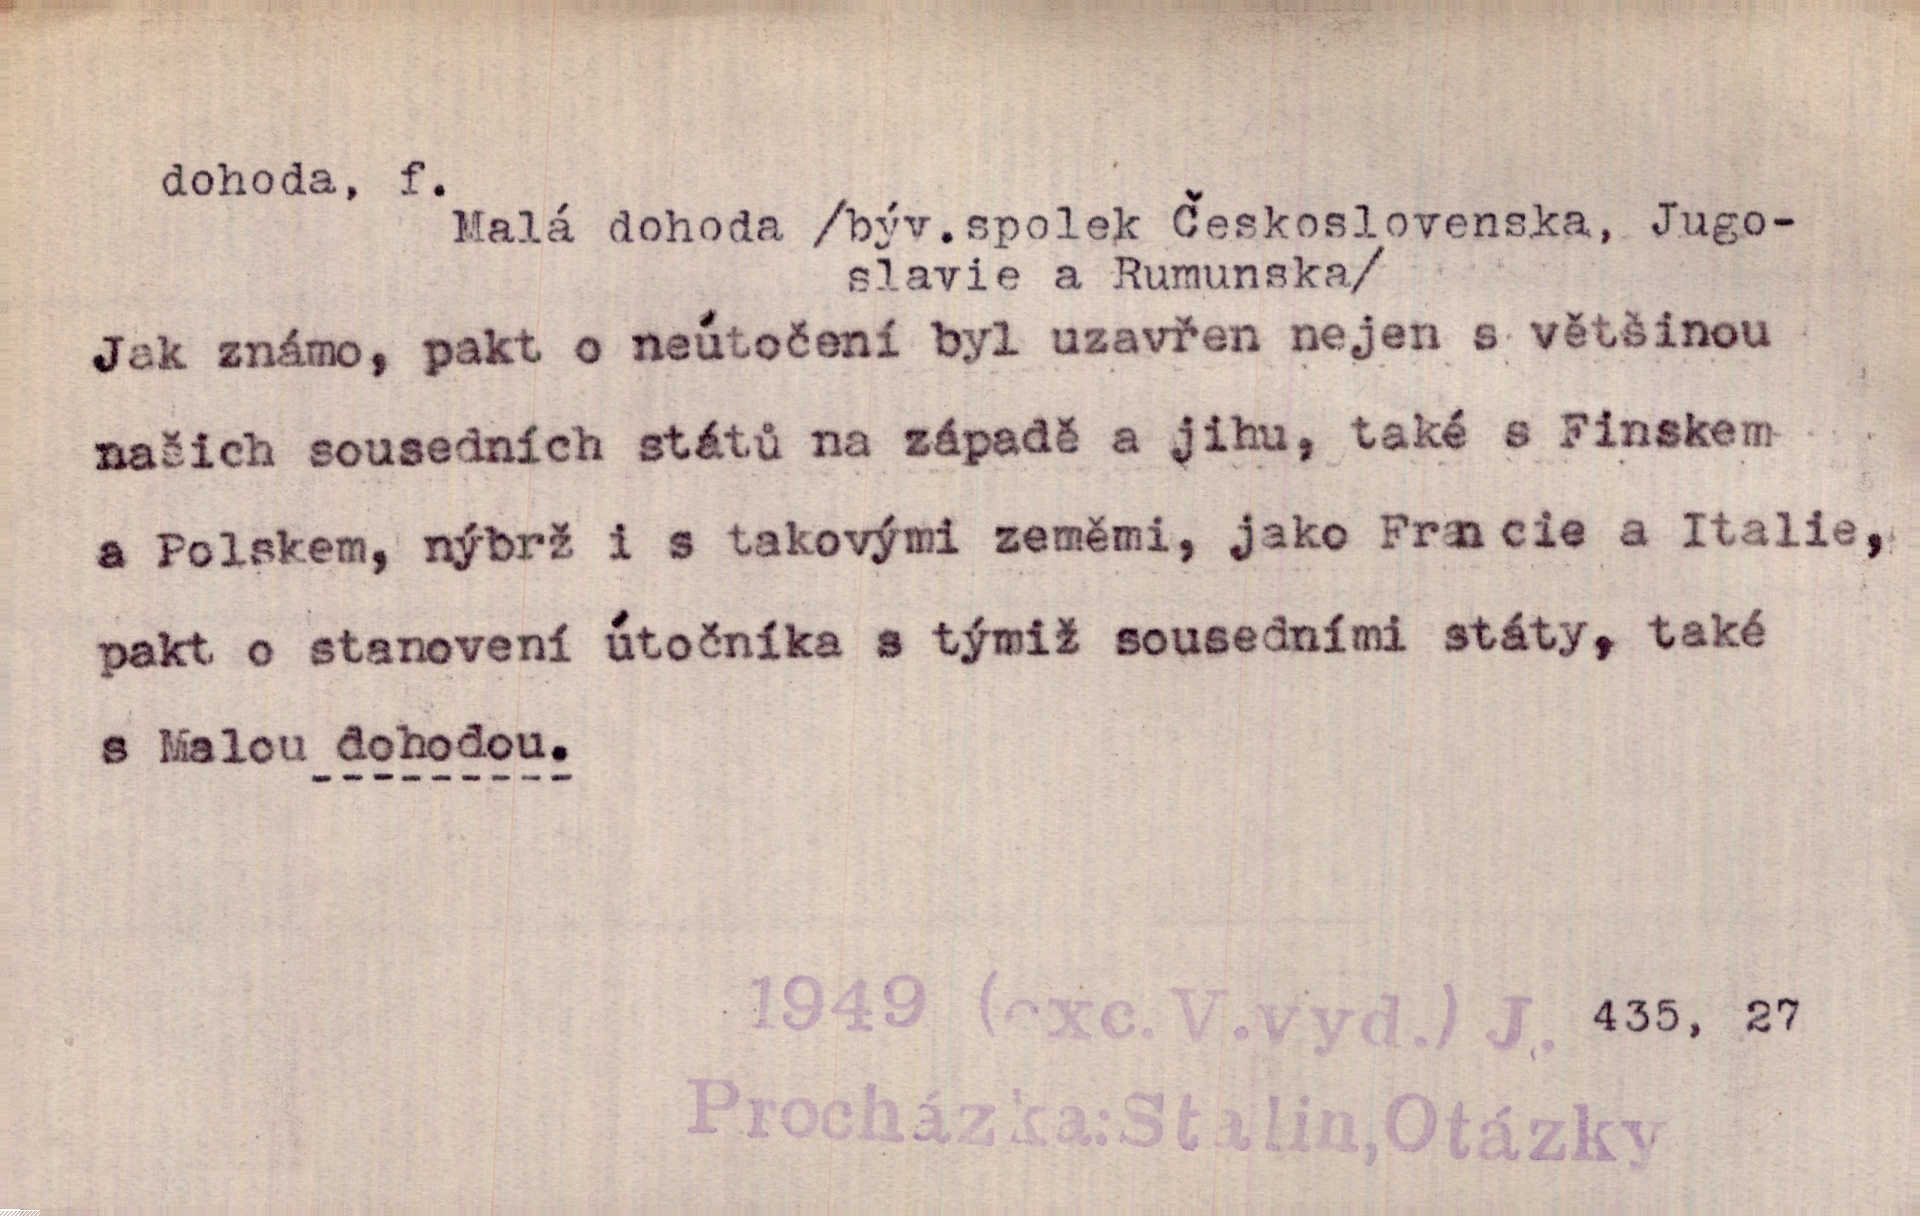 dohoda, f.
Malá dohoda /býv.spolek Československa, Jugo-
slavie a Rumunska/
Jak známo, pakt o neútočení byl uzavřen nejen s většinou
našich sousedních států na západě a jihu, také s Finskem
a Polskem, nýbrž i s takovými zeměmi, jako Francie a Italie,
pakt o stanovení útočníka s týmiž sousedními státy, také
s Malou dohodou.
1949 (exc. V.vyd.) J. 435, 27
Procházka:Stalin,Otázky